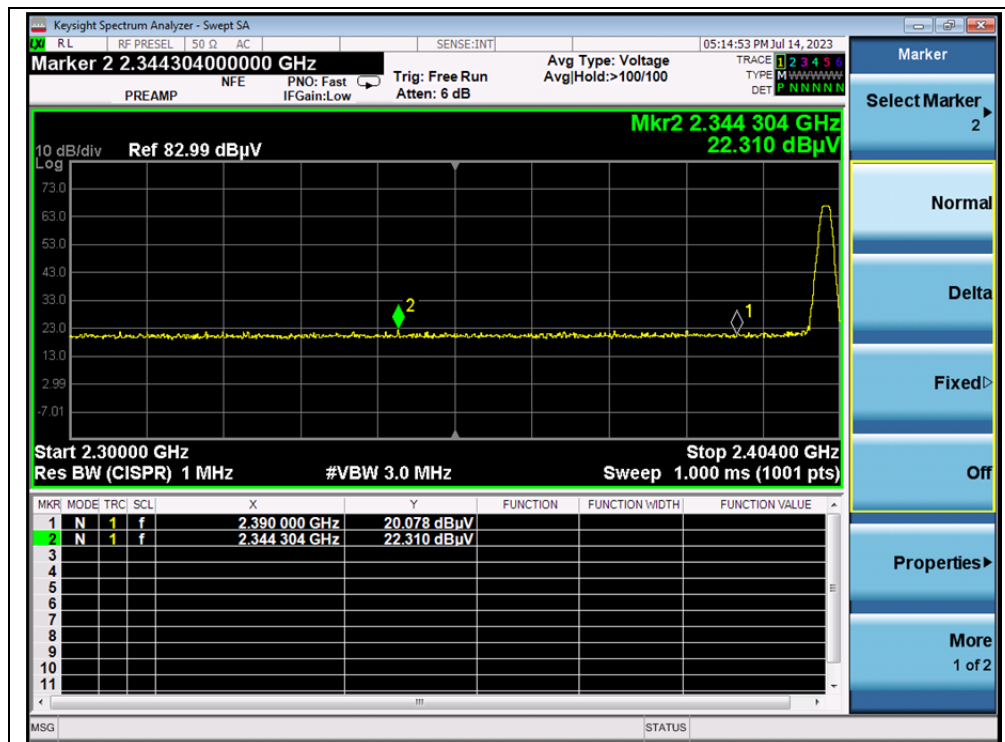 Keysight Spectrum Analyzer - Swept SA
LXI RL RF PRESEL 50 Ω AC SENSE:INT 05:14:53 PM Jul 14, 2023
Marker 2 2.344304000000 GHz
Avg Type: Voltage
TRACE 1 2 3 4 5 6
NFE PNO: Fast Trig: Free Run Avg|Hold:>100/100
TYPE M WWWWW
PREAMP IFGain:Low Atten: 6 dB
DET P N N N N N
Mkr2 2.344 304 GHz
10 dB/div Ref 82.99 dBµV 22.310 dBµV
Log
73.0
63.0
53.0
43.0
33.0
23.0
13.0
2.99
-7.01
2
1
Start 2.30000 GHz Stop 2.40400 GHz
Res BW (CISPR) 1 MHz #VBW 3.0 MHz Sweep 1.000 ms (1001 pts)
MKR MODE TRC SCL X Y FUNCTION FUNCTION WIDTH FUNCTION VALUE
1 N 1 f 2.390 000 GHz 20.078 dBµV
2 N 1 f 2.344 304 GHz 22.310 dBµV
3
4
5
6
7
8
9
10
11
MSG STATUS
Marker
Select Marker
2
Normal
Delta
Fixed
Off
Properties
More
1 of 2